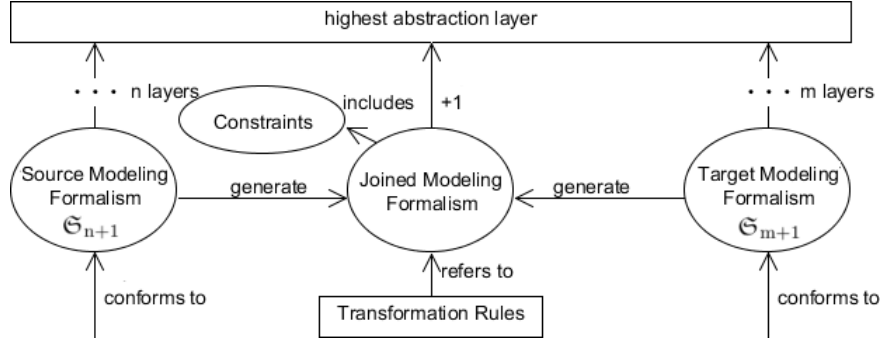 highest abstraction layer
· · · n layers
includes
+1
· · · m layers
Constraints
Source Modeling
Formalism
𝔖n+1
generate
Joined Modeling
Formalism
generate
Target Modeling
Formalism
𝔖m+1
conforms to
refers to
conforms to
Transformation Rules